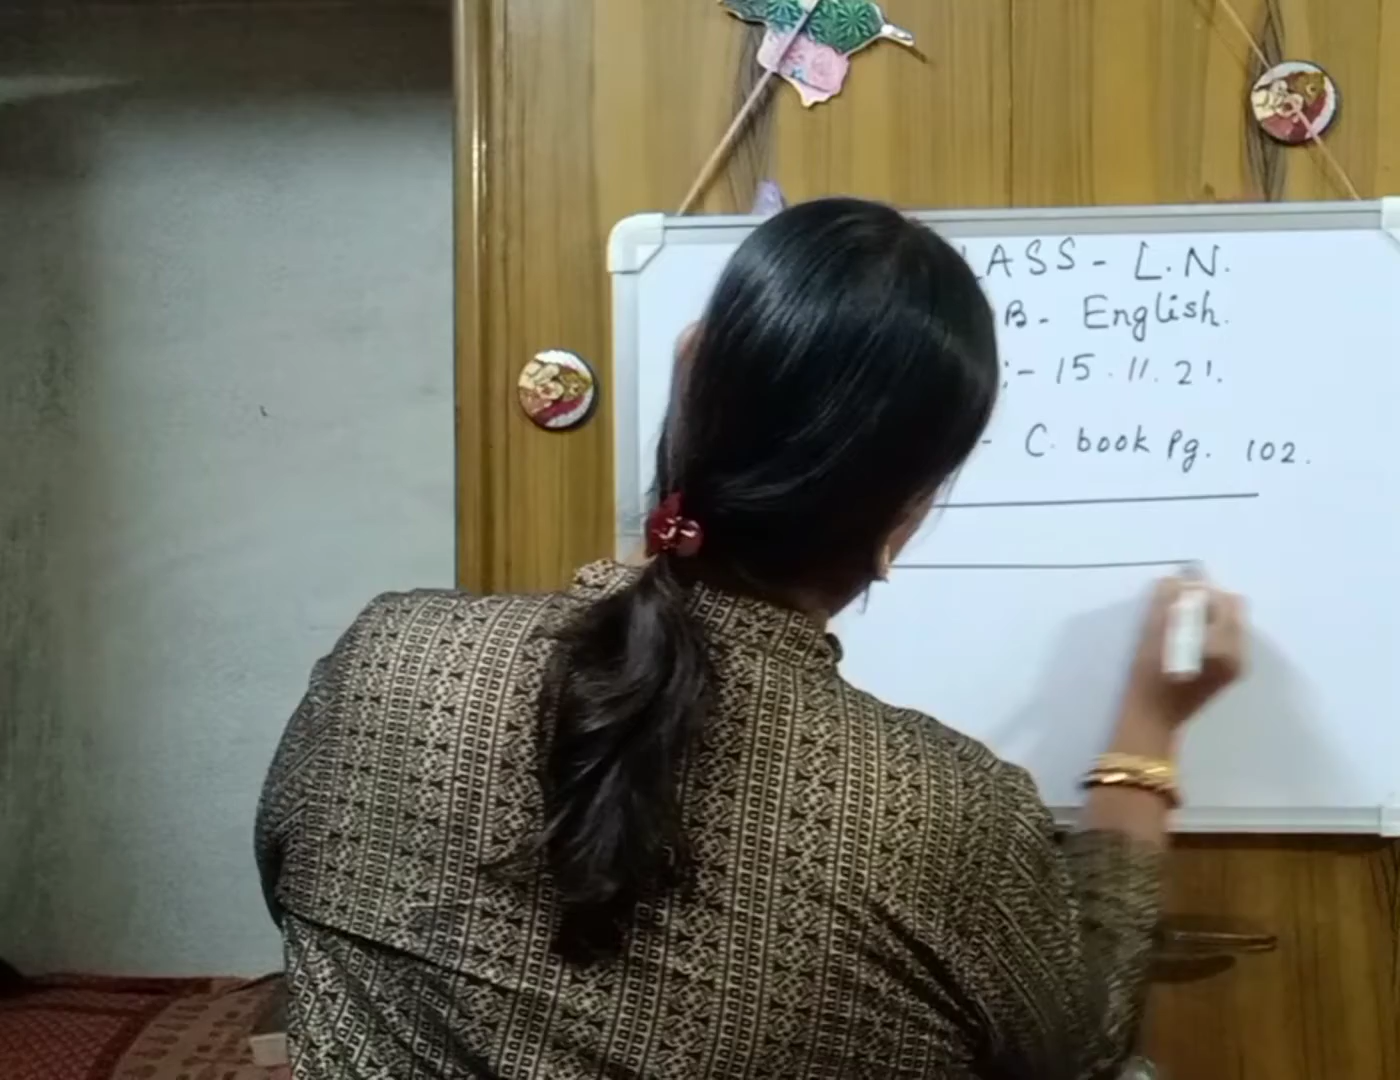 LASS - L.N.
B - English.
:- 15.11.21.
- C. book Pg. 102.